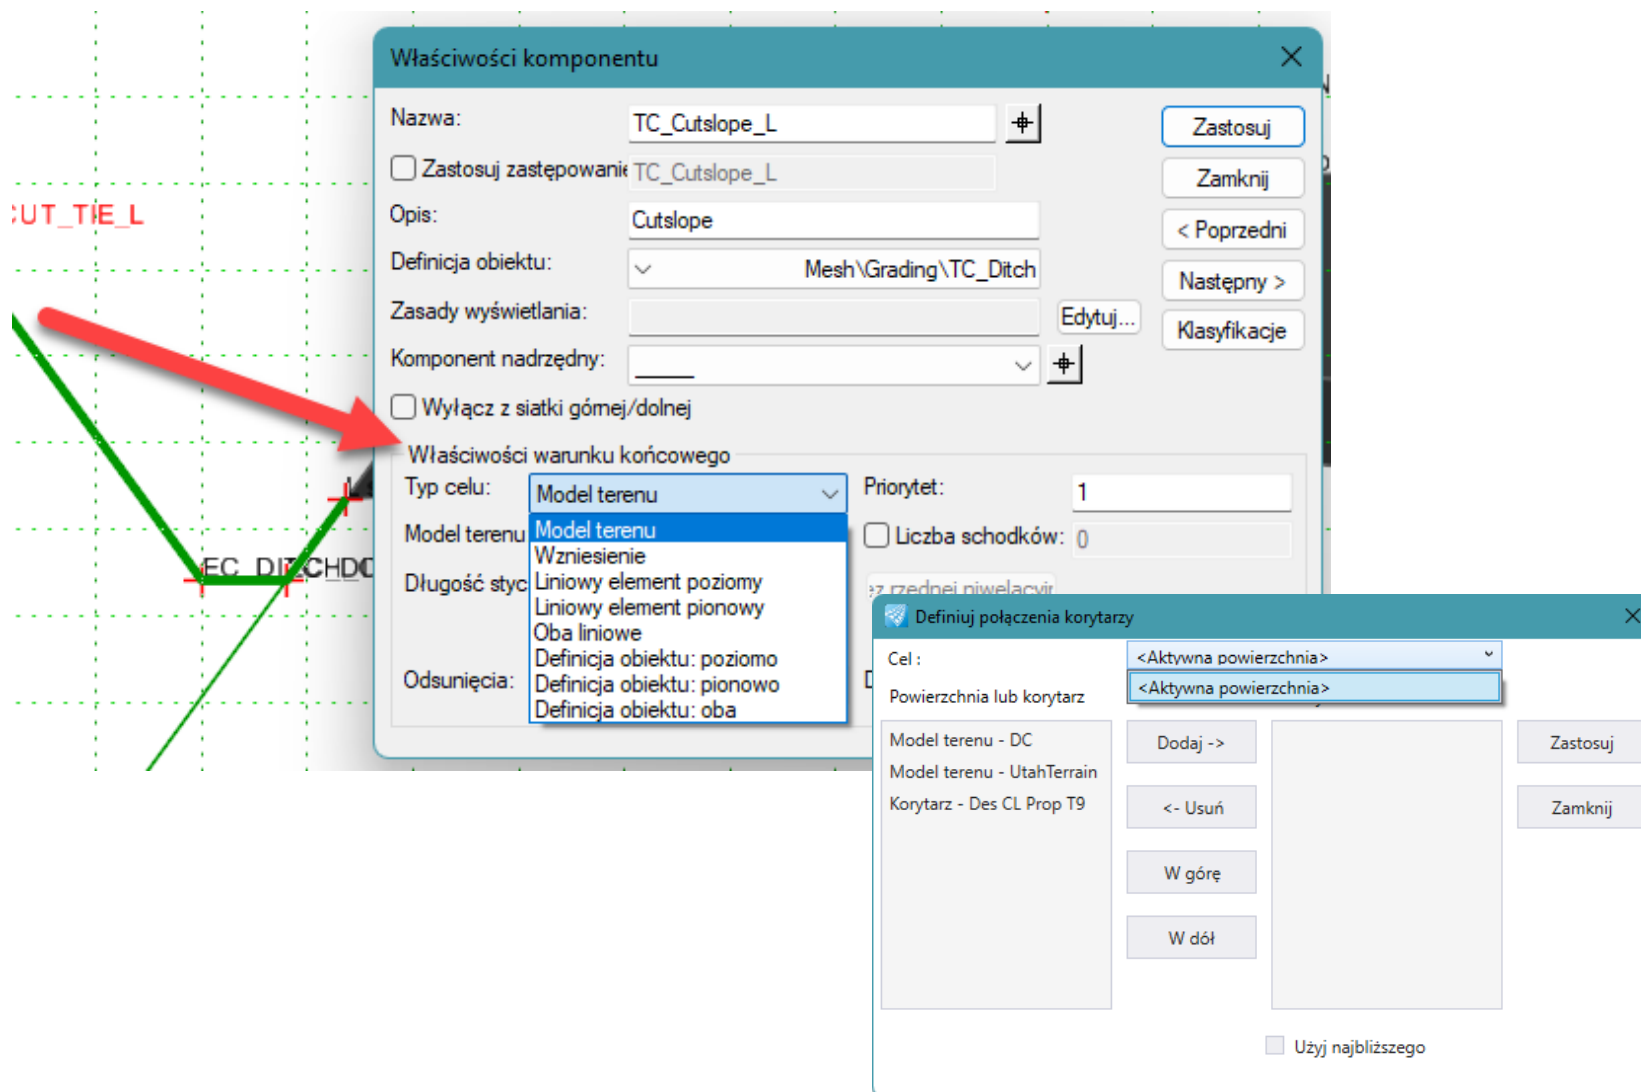 Właściwości komponentu
Nazwa:
TC_Cutslope_L
Zastosuj
Zastosuj zastępowanie
TC_Cutslope_L
Zamknij
CUT_TIE_L
Opis:
Cutslope
< Poprzedni
Definicja obiektu:
Mesh\Grading\TC_Ditch
Następny >
Zasady wyświetlania:
Edytuj...
Klasyfikacje
Komponent nadrzędny:
Wyłącz z siatki górnej/dolnej
Właściwości warunku końcowego
Typ celu:
Model terenu
Priorytet:
1
Model terenu
Model terenu
Liczba schodków:
0
Wzniesienie
Liniowy element poziomy
Długość stycz
Liniowy element pionowy
Oba liniowe
Definicja obiektu: poziomo
Odsunięcia:
Definicja obiektu: pionowo
Definicja obiektu: oba
Definiuj połączenia korytarzy
Cel :
<Aktywna powierzchnia>
<Aktywna powierzchnia>
Powierzchnia lub korytarz
Model terenu - DC
Model terenu - UtahTerrain
Korytarz - Des CL Prop T9
Dodaj ->
<- Usuń
W górę
W dół
Zastosuj
Zamknij
Użyj najbliższego